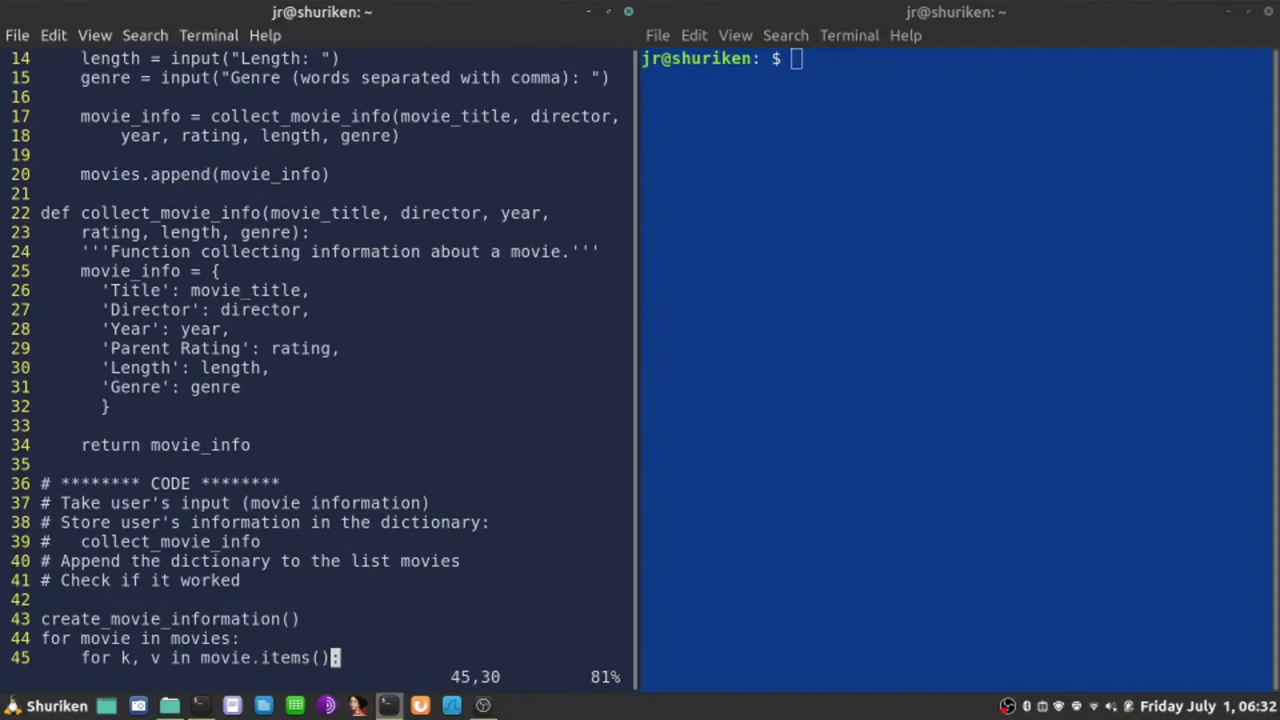 jr@shuriken: ~
File Edit View Search Terminal Help
14     length = input("Length: ")
15     genre = input("Genre (words separated with comma): ")
16
17     movie_info = collect_movie_info(movie_title, director,
18         year, rating, length, genre)
19
20     movies.append(movie_info)
21
22 def collect_movie_info(movie_title, director, year,
23     rating, length, genre):
24     '''Function collecting information about a movie.'''
25     movie_info = {
26       'Title': movie_title,
27       'Director': director,
28       'Year': year,
29       'Parent Rating': rating,
30       'Length': length,
31       'Genre': genre
32       }
33
34     return movie_info
35
36 # ******** CODE ********
37 # Take user's input (movie information)
38 # Store user's information in the dictionary:
39 #   collect_movie_info
40 # Append the dictionary to the list movies
41 # Check if it worked
42
43 create_movie_information()
44 for movie in movies:
45     for k, v in movie.items():
45,30 81%
jr@shuriken: ~
File Edit View Search Terminal Help
jr@shuriken: $
Shuriken
Friday July 1, 06:32